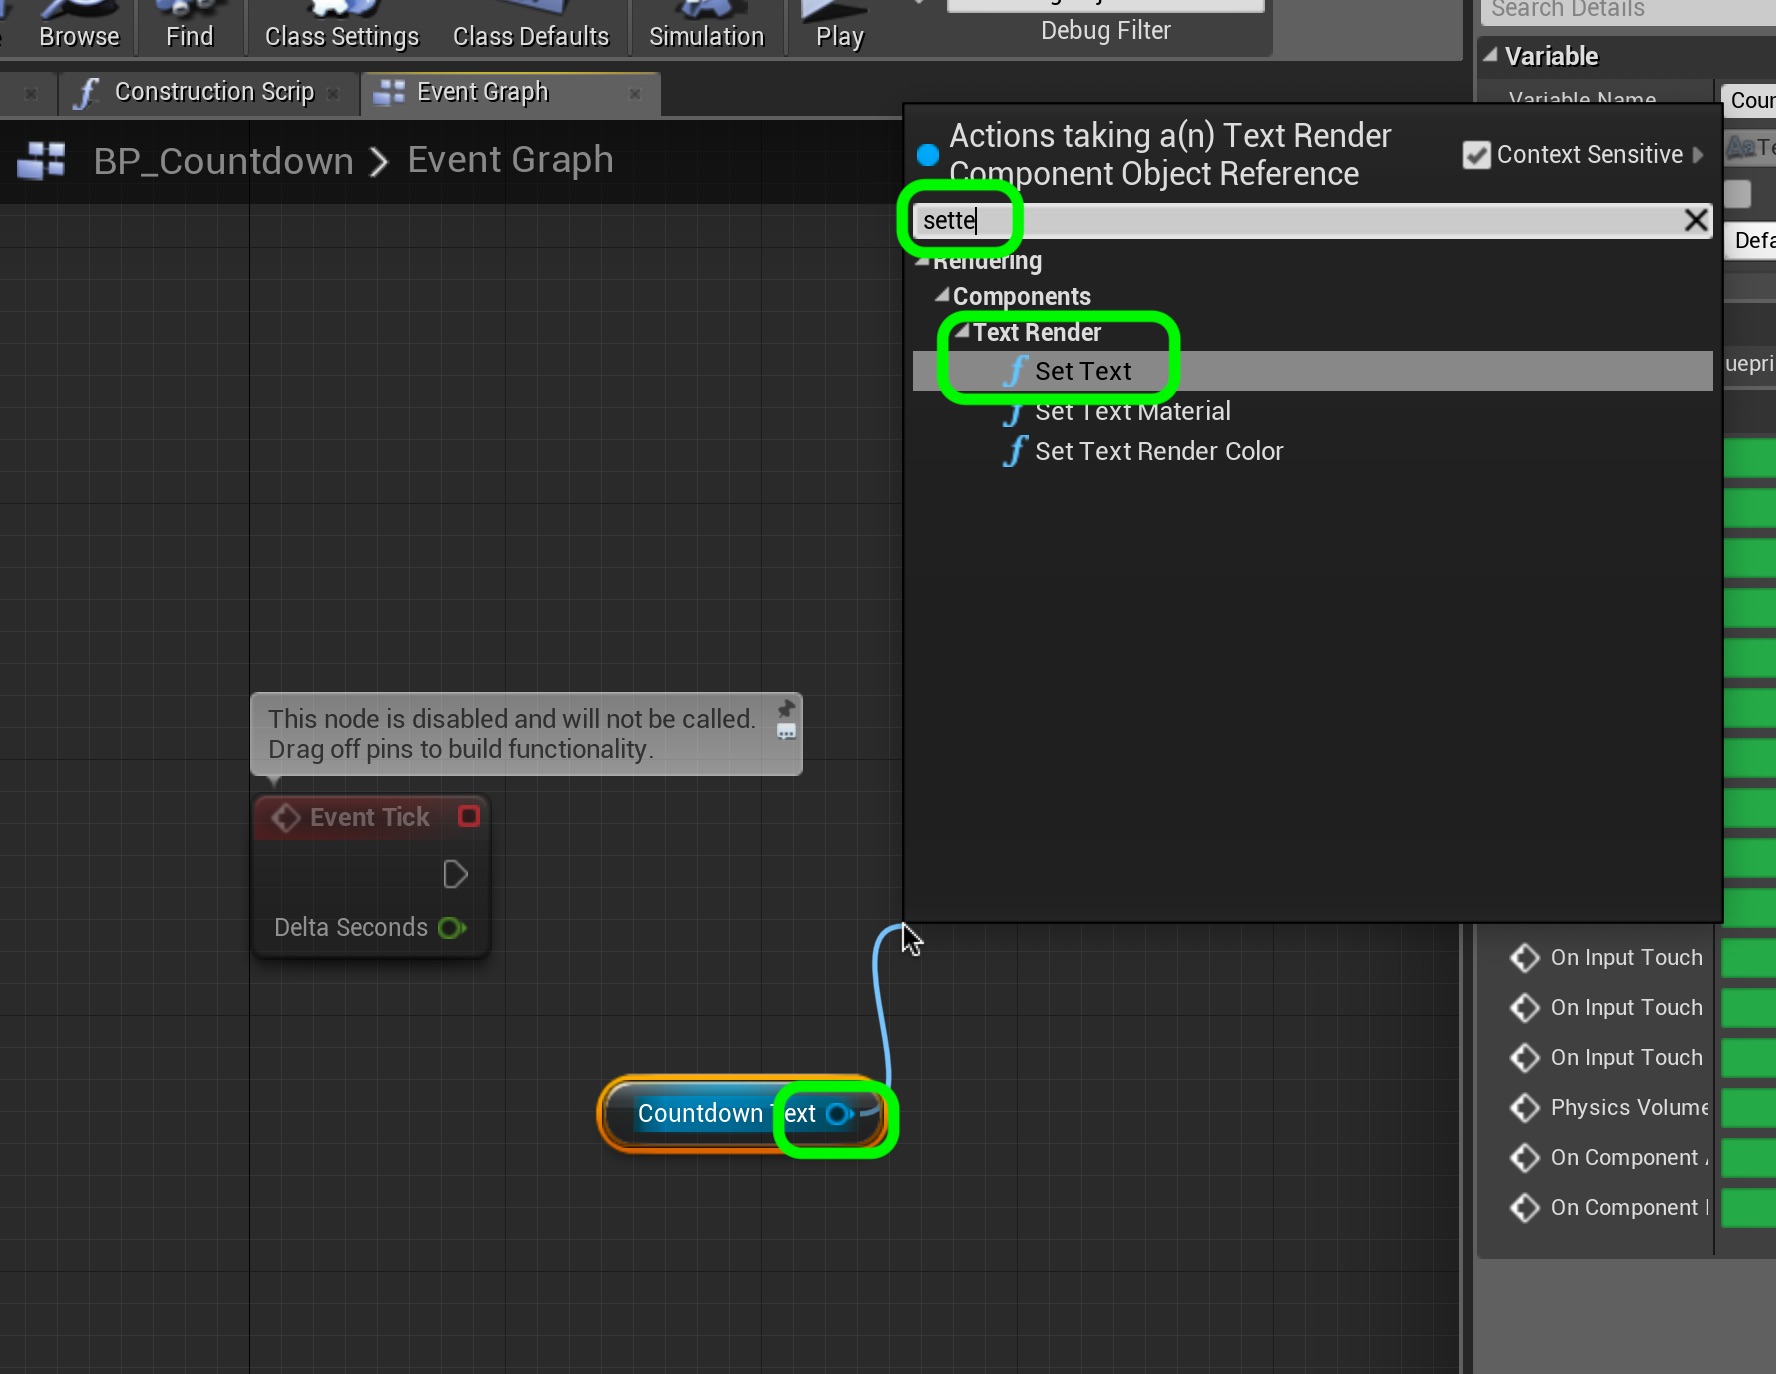 Browse
Find
Class Settings
Class Defaults
Simulation
Play
Debug Filter
Search Details
Variable
Variable Name
Construction Scrip
Event Graph
BP_Countdown
Event Graph
Actions taking a(n) Text Render
Component Object Reference
Context Sensitive
sette
Rendering
Components
Text Render
Set Text
Set Text Material
Set Text Render Color
This node is disabled and will not be called.
Drag off pins to build functionality.
Event Tick
Delta Seconds
Countdown Text
On Input Touch
On Input Touch
On Input Touch
Physics Volume
On Component
On Component